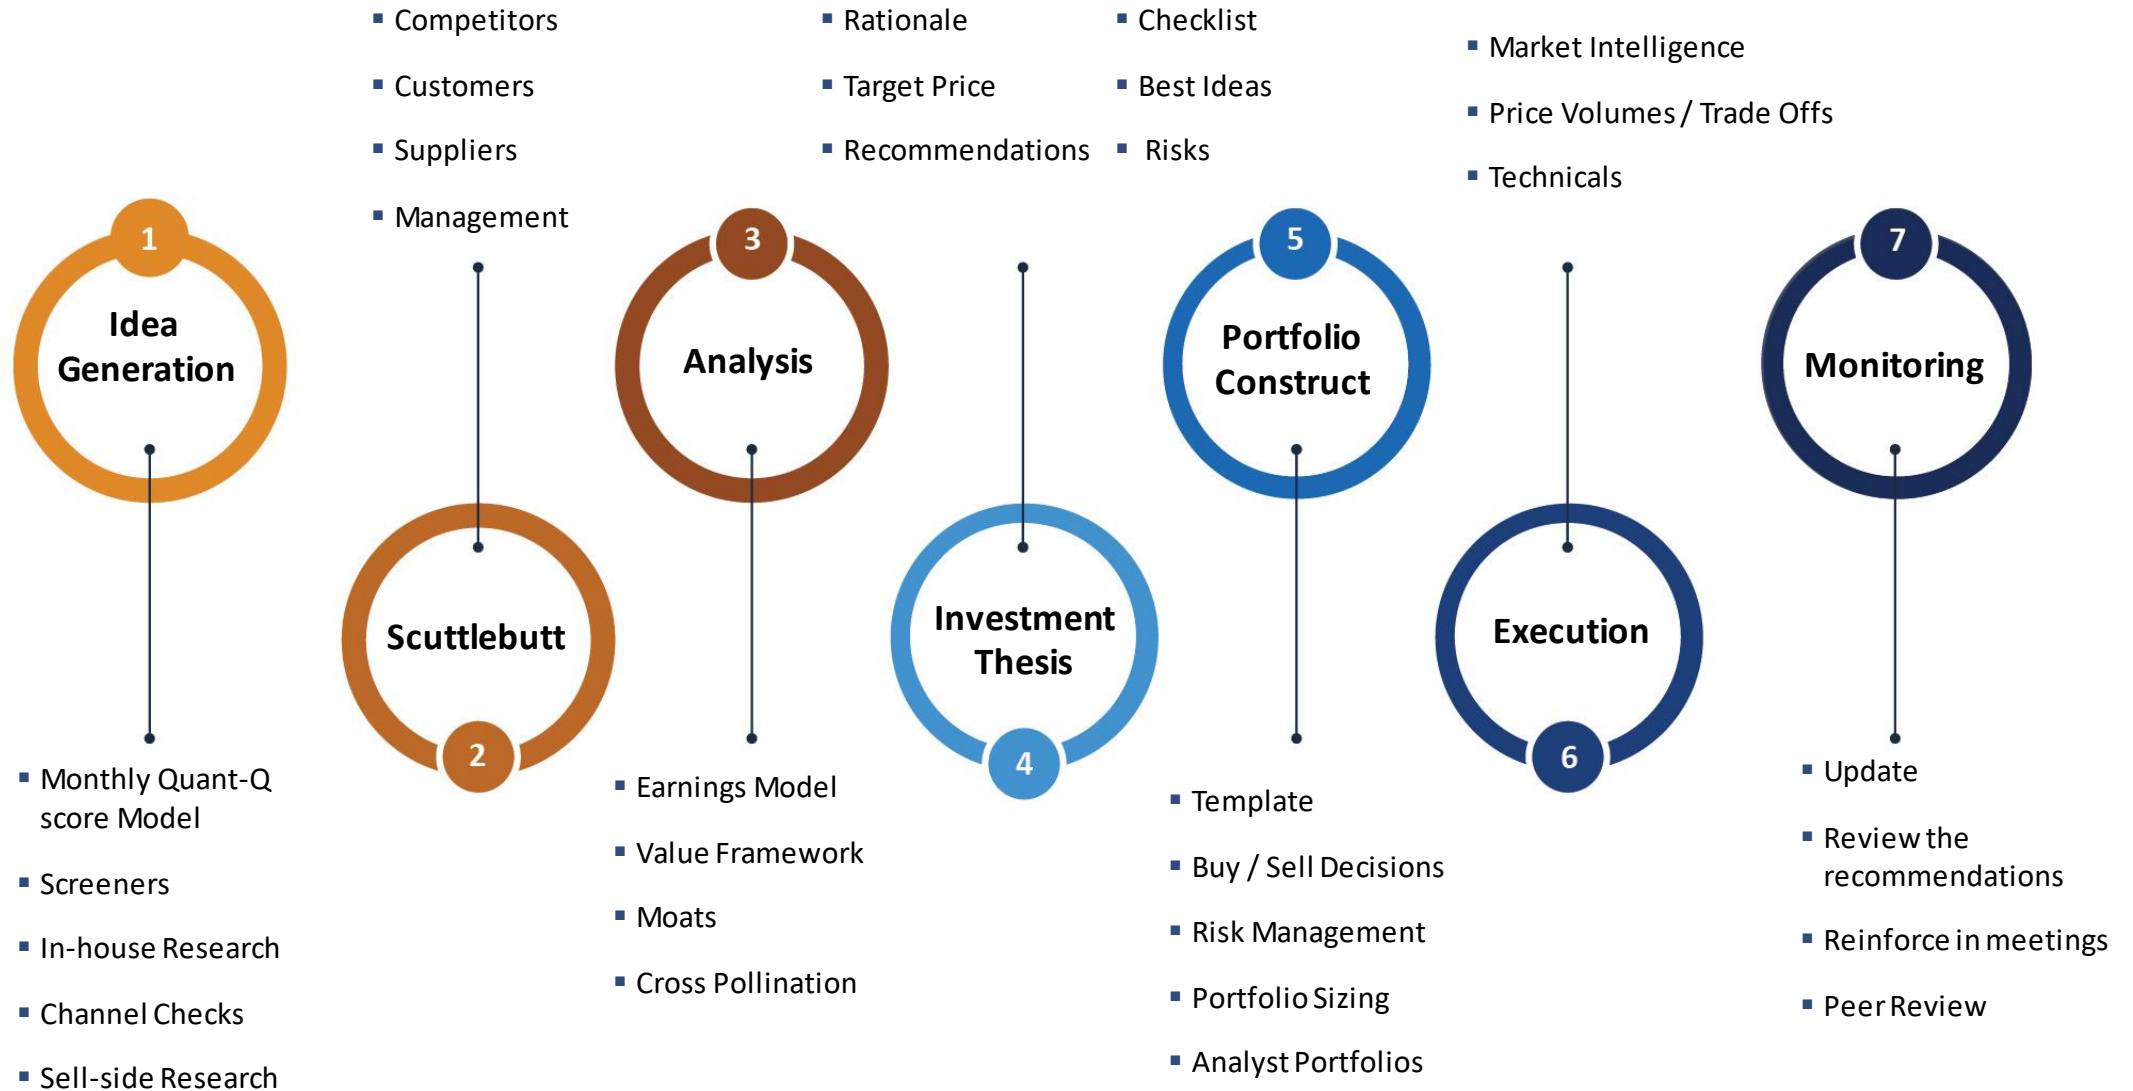 1
Idea
Generation
Monthly Quant-Q
score Model
Screeners
In-house Research
Channel Checks
Sell-side Research
Competitors
Customers
Suppliers
Management
Scuttlebutt
2
3
Analysis
Earnings Model
Value Framework
Moats
Cross Pollination
Rationale
Target Price
Recommendations
Checklist
Best Ideas
Risks
Investment
Thesis
4
5
Portfolio
Construct
Template
Buy / Sell Decisions
Risk Management
Portfolio Sizing
Analyst Portfolios
Market Intelligence
Price Volumes / Trade Offs
Technicals
Execution
6
7
Monitoring
Update
Review the
recommendations
Reinforce in meetings
Peer Review